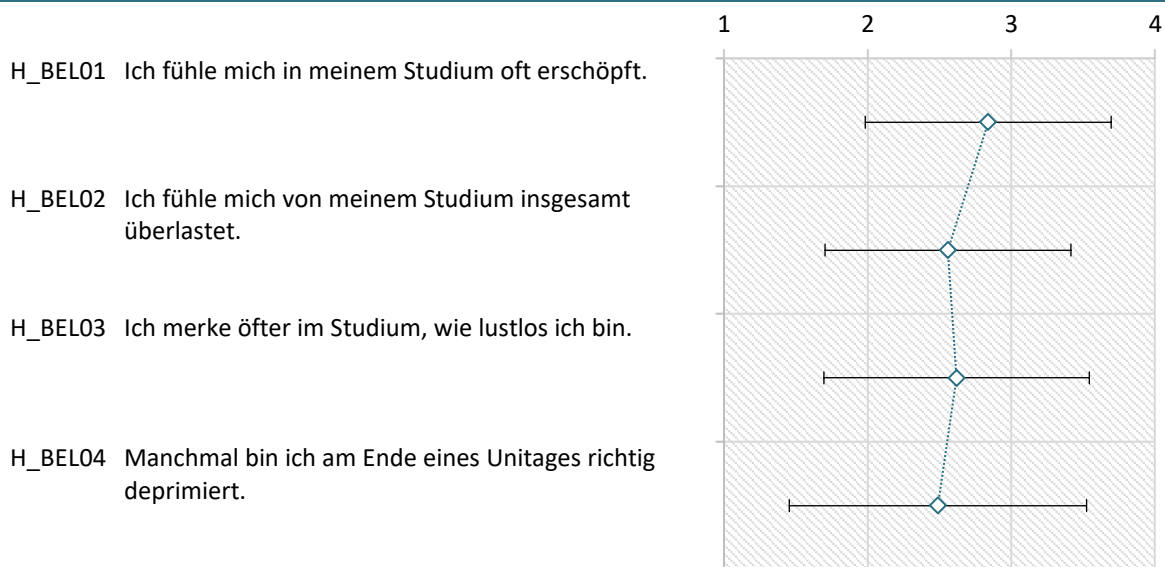 1 2 3 4
H_BEL01 Ich fühle mich in meinem Studium oft erschöpft.
H_BEL02 Ich fühle mich von meinem Studium insgesamt
überlastet.
H_BEL03 Ich merke öfter im Studium, wie lustlos ich bin.
H_BEL04 Manchmal bin ich am Ende eines Unitages richtig
deprimiert.